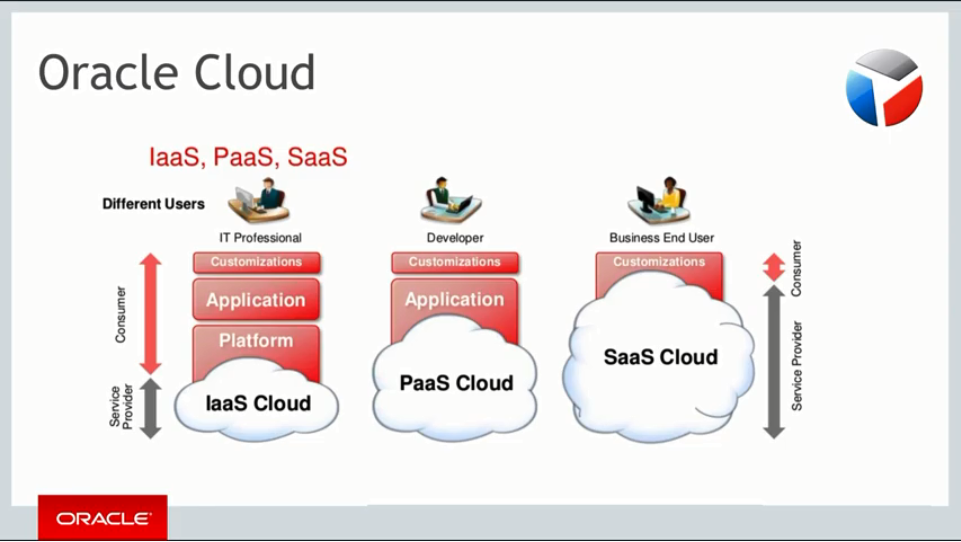 Oracle Cloud
IaaS, PaaS, SaaS
Different Users
IT Professional
Developer
Business End User
Customizations
Application
Platform
IaaS Cloud
Customizations
Application
PaaS Cloud
Customizations
SaaS Cloud
Consumer
Service
Provider
Consumer
Service Provider
ORACLE